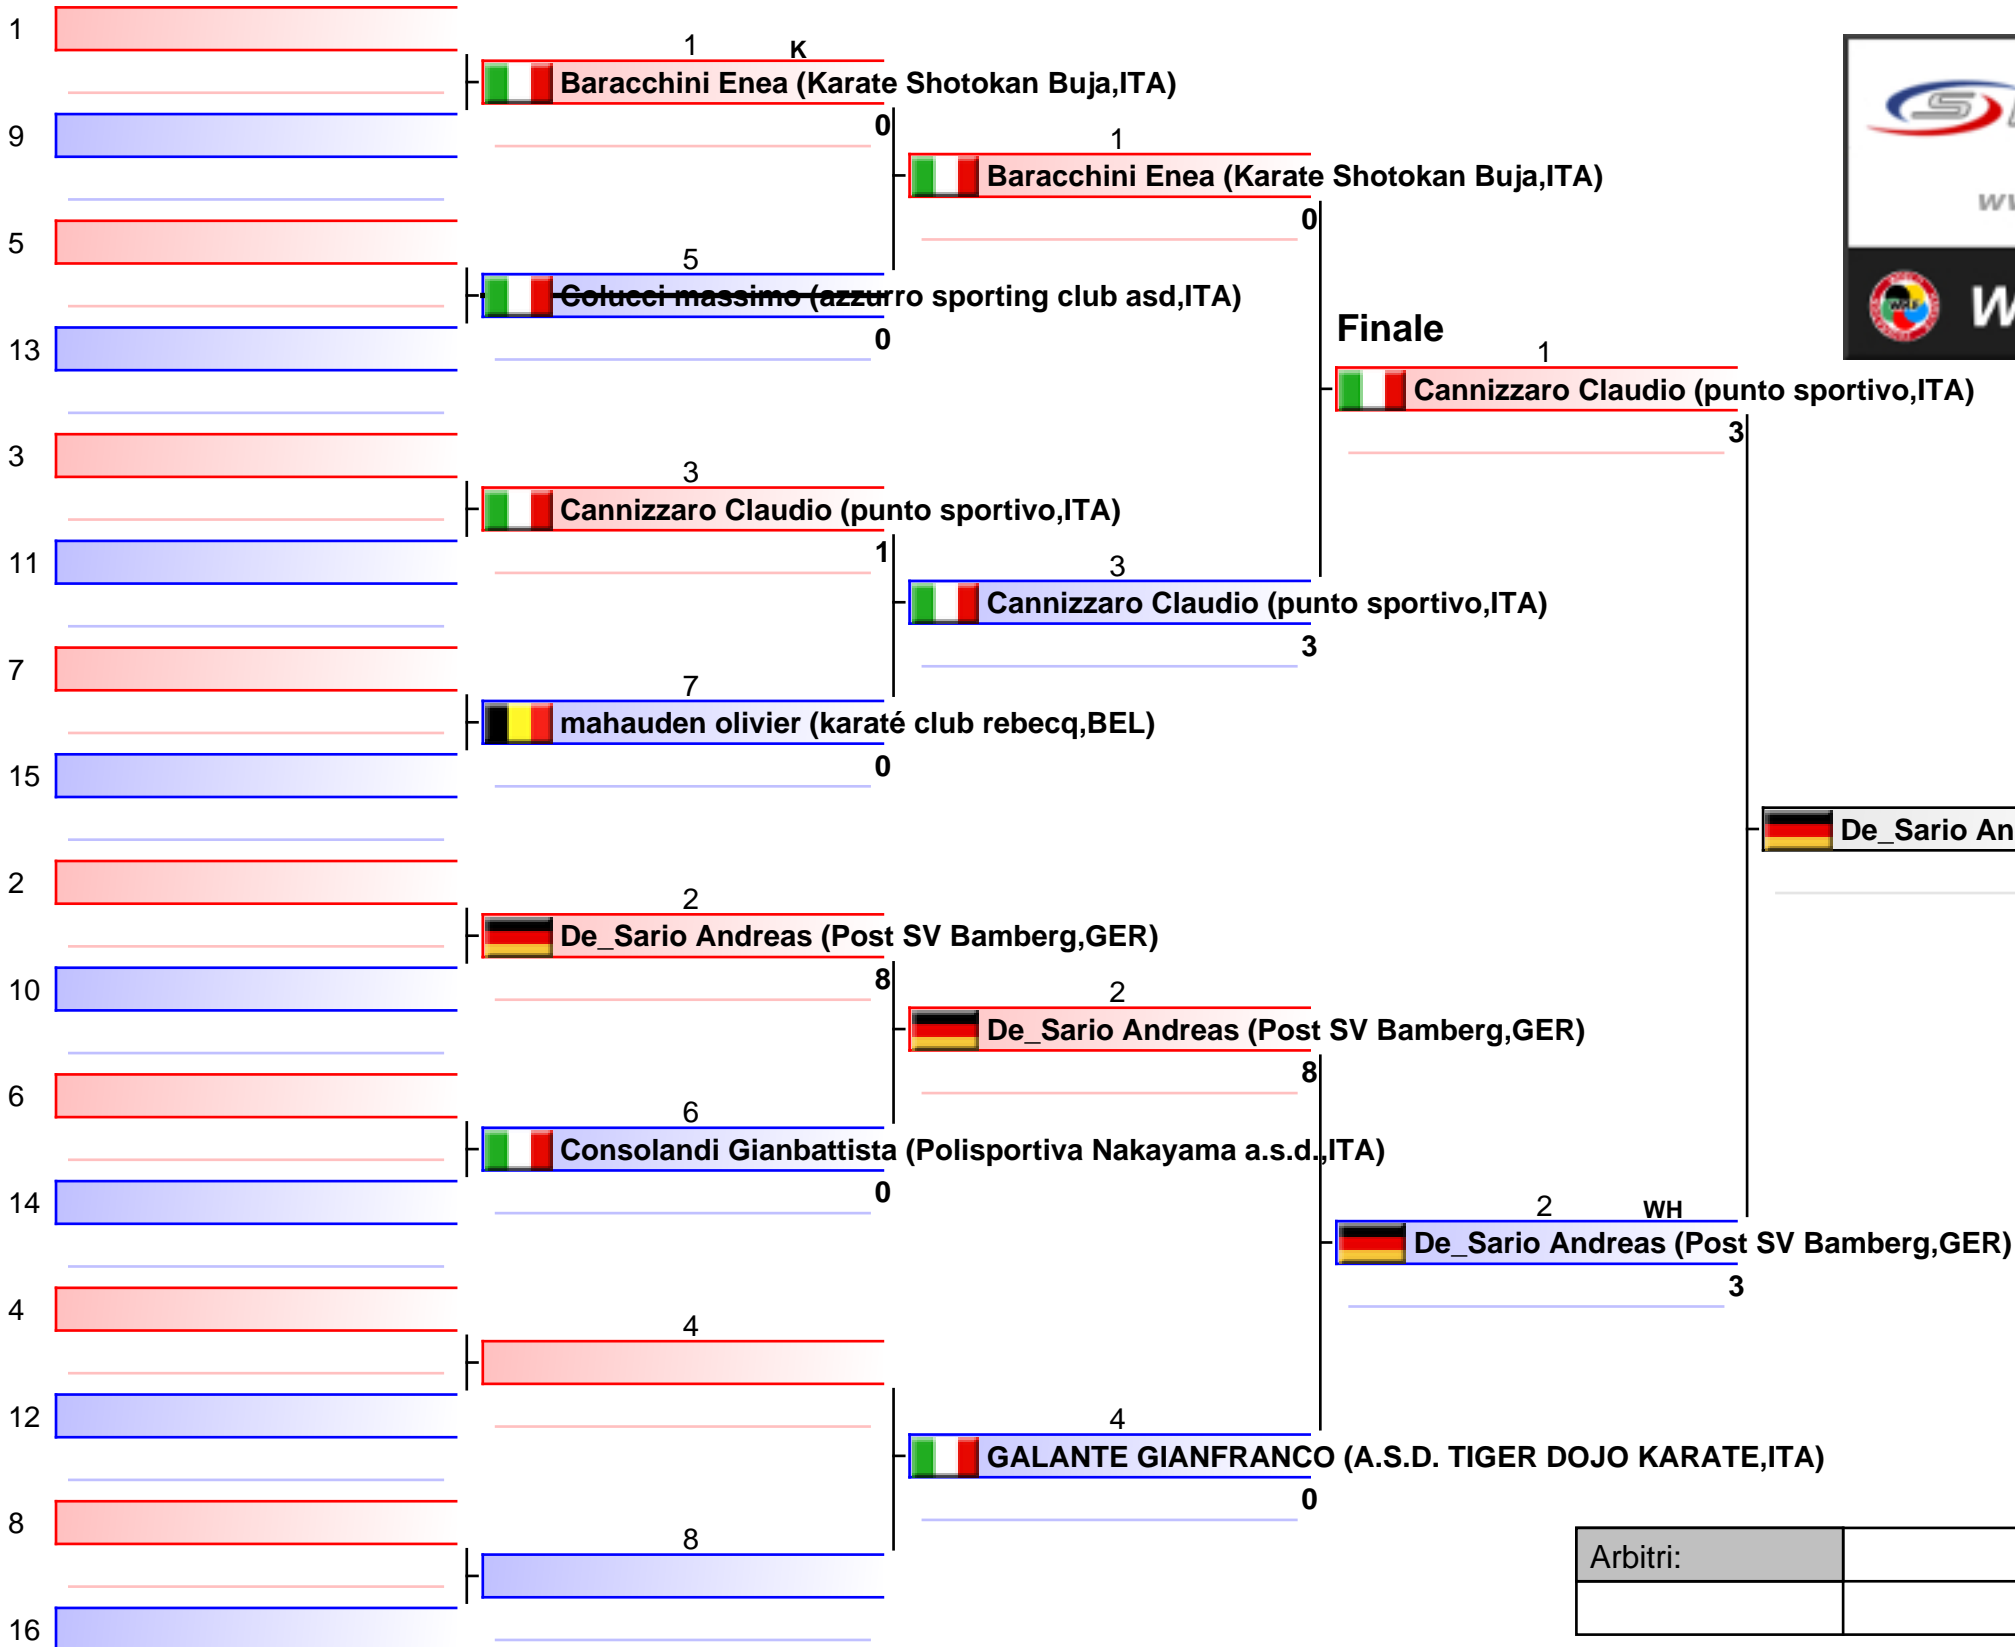 1
1 K
Baracchini Enea (Karate Shotokan Buja,ITA)
0
9
1
Baracchini Enea (Karate Shotokan Buja,ITA)
0
5
5
Colucci massimo (azzurro sporting club asd,ITA)
0
13
Finale
1
Cannizzaro Claudio (punto sportivo,ITA)
3
3
3
Cannizzaro Claudio (punto sportivo,ITA)
1
11
3
Cannizzaro Claudio (punto sportivo,ITA)
3
7
7
mahauden olivier (karaté club rebecq,BEL)
0
15
De_Sario An
2
2
De_Sario Andreas (Post SV Bamberg,GER)
8
10
2
De_Sario Andreas (Post SV Bamberg,GER)
8
6
6
Consolandi Gianbattista (Polisportiva Nakayama a.s.d.,ITA)
0
14
2 WH
De_Sario Andreas (Post SV Bamberg,GER)
3
4
4
12
4
GALANTE GIANFRANCO (A.S.D. TIGER DOJO KARATE,ITA)
0
8
8
16
Arbitri: